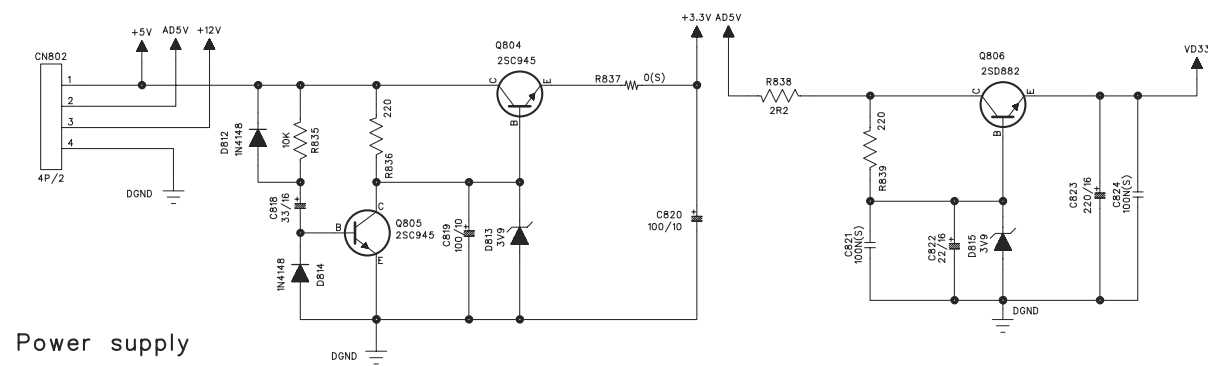 +5V
AD5V
+12V
+3.3V
AD5V
VD33
CN802
1
2
3
4
4P/2
DGND
D812
1N4148
10K
R835
220
R836
Q804
2SC945
C
E
B
R837
0(S)
C818
33/16
+
B
C
E
Q805
2SC945
1N4148
D814
C819
100/10
+
D813
3V9
C820
100/10
+
DGND
R838
2R2
220
R839
Q806
2SD882
C
E
B
C821
100N(S)
C822
22/16
+
D815
3V9
C823
220/16
+
C824
100N(S)
DGND
Power supply